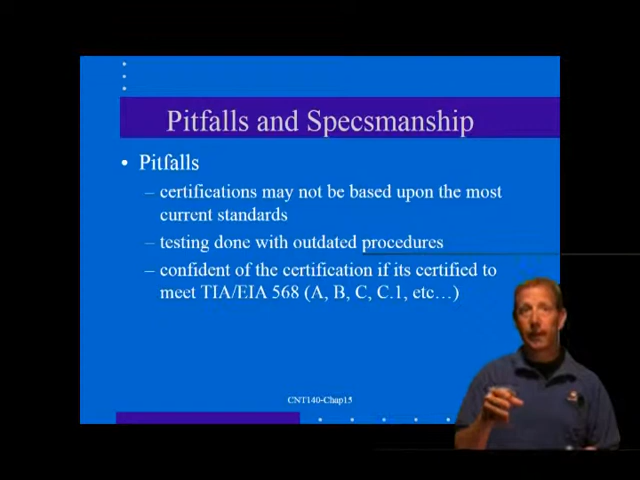 Pitfalls and Specsmanship
• Pitfalls
– certifications may not be based upon the most
current standards
– testing done with outdated procedures
– confident of the certification if its certified to
meet TIA/EIA 568 (A, B, C, C.1, etc…)
CNT140-Chap15